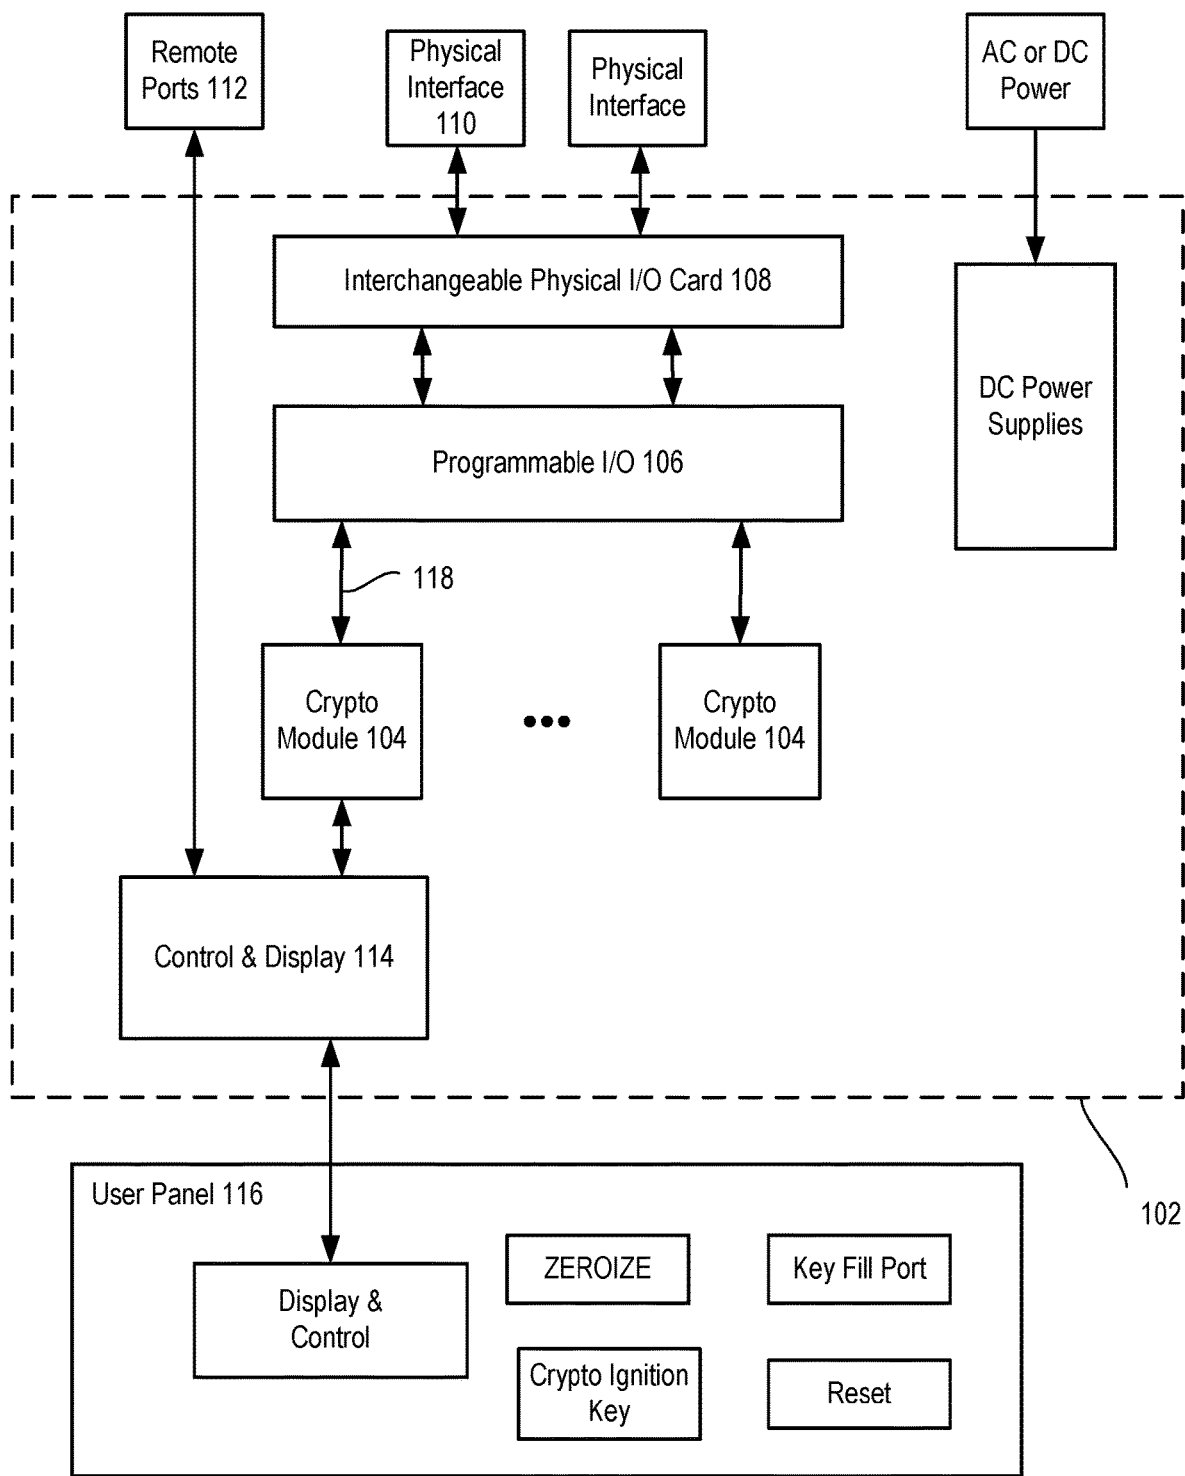 Remote
Ports 112
Physical
Interface
110
Physical
Interface
AC or DC
Power
Interchangeable Physical I/O Card 108
DC Power
Supplies
Programmable I/O 106
118
Crypto
Module 104
Crypto
Module 104
Control & Display 114
102
User Panel 116
ZEROIZE
Key Fill Port
Display &
Control
Crypto Ignition
Key
Reset